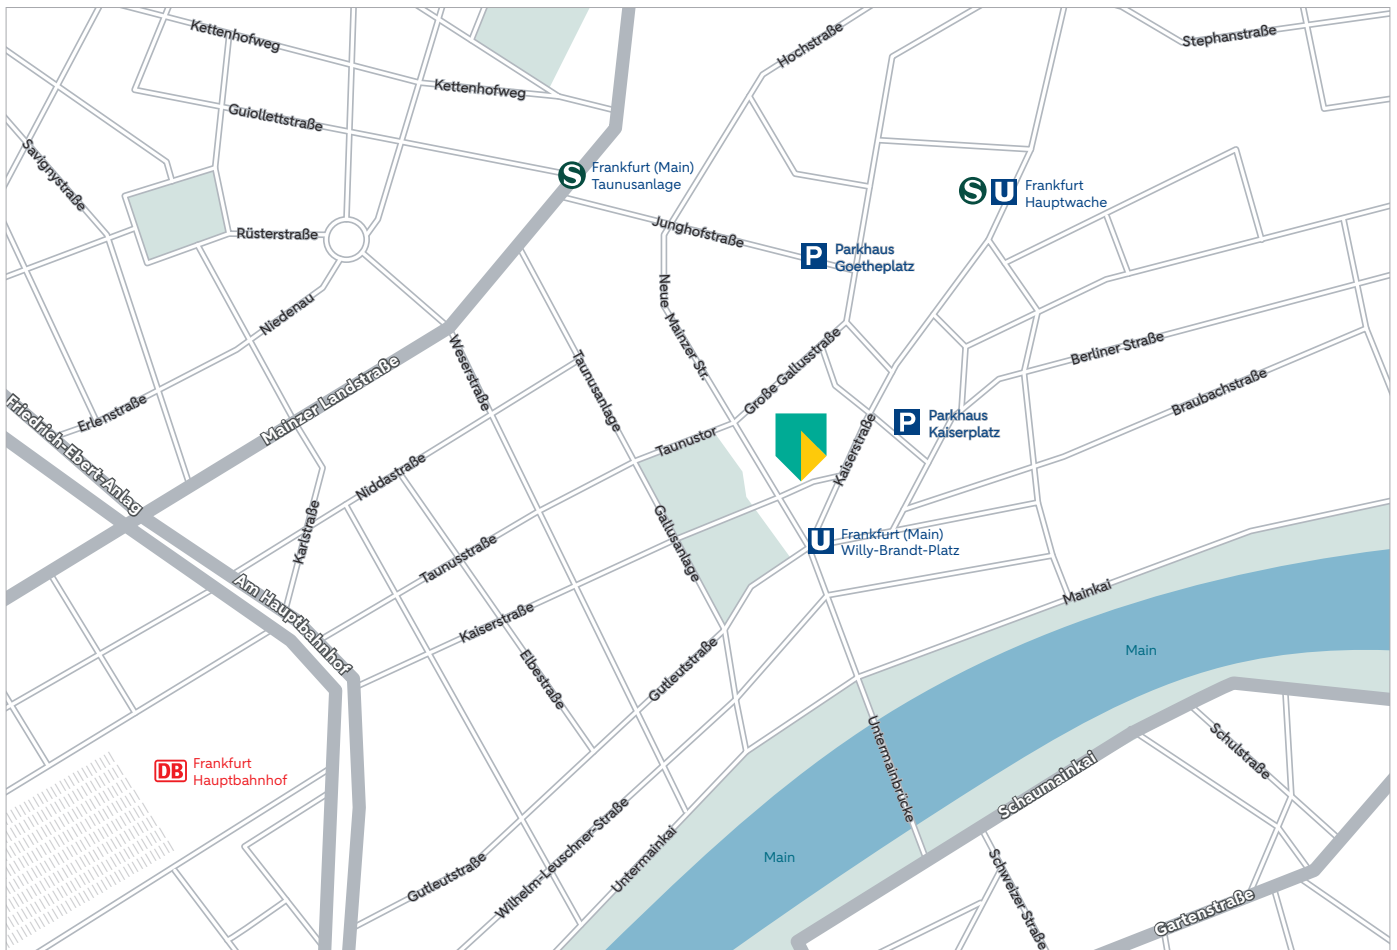 Kettenhofweg
Hochstraße
Stephanstraße
Kettenhofweg
Guiollettstraße
Savignystraße
S
Frankfurt (Main)
Taunusanlage
S U
Frankfurt
Hauptwache
Rüsterstraße
Junghofstraße
P
Parkhaus
Goetheplatz
Niedenau
Neue Mainzer Str.
Weserstraße
Taunusanlage
Große Gallusstraße
Berliner Straße
Mainzer Landstraße
Braubachstraße
Friedrich-Ebert-Anlag
Erlenstraße
P
Parkhaus
Kaiserplatz
Taunustor
Kaiserstraße
Niddastraße
Karlstraße
Gallusanlage
Taunusstraße
U
Frankfurt (Main)
Willy-Brandt-Platz
Am Hauptbahnhof
Mainkai
Kaiserstraße
Main
Elbestraße
Gutleutstraße
DB
Frankfurt
Hauptbahnhof
Untermainbrücke
Schulstraße
Schaumainkai
Main
Gutleutstraße
Wilhelm-Leuschner-Straße
Untermainkai
Schweizer Straße
Gartenstraße